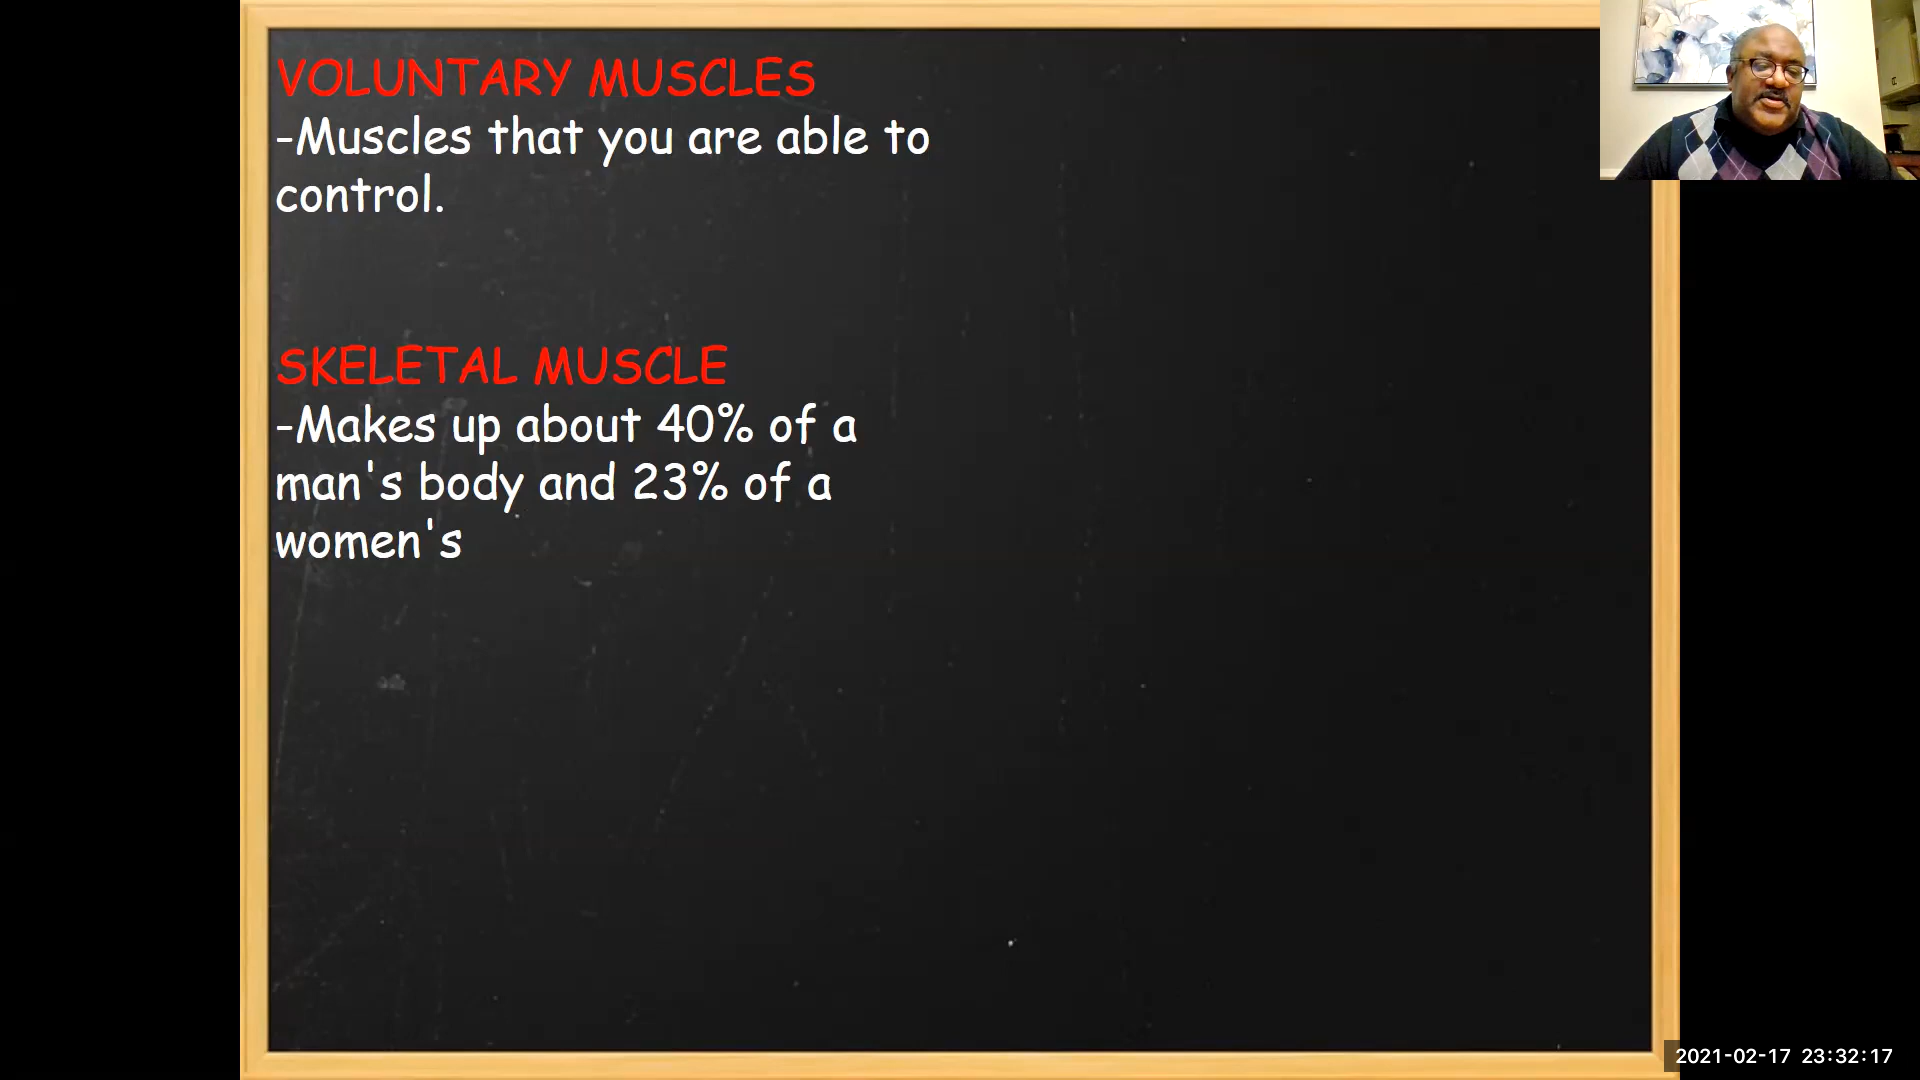 VOLUNTARY MUSCLES
-Muscles that you are able to
control.
SKELETAL MUSCLE
-Makes up about 40% of a
man's body and 23% of a
women's
2021-02-17 23:32:17